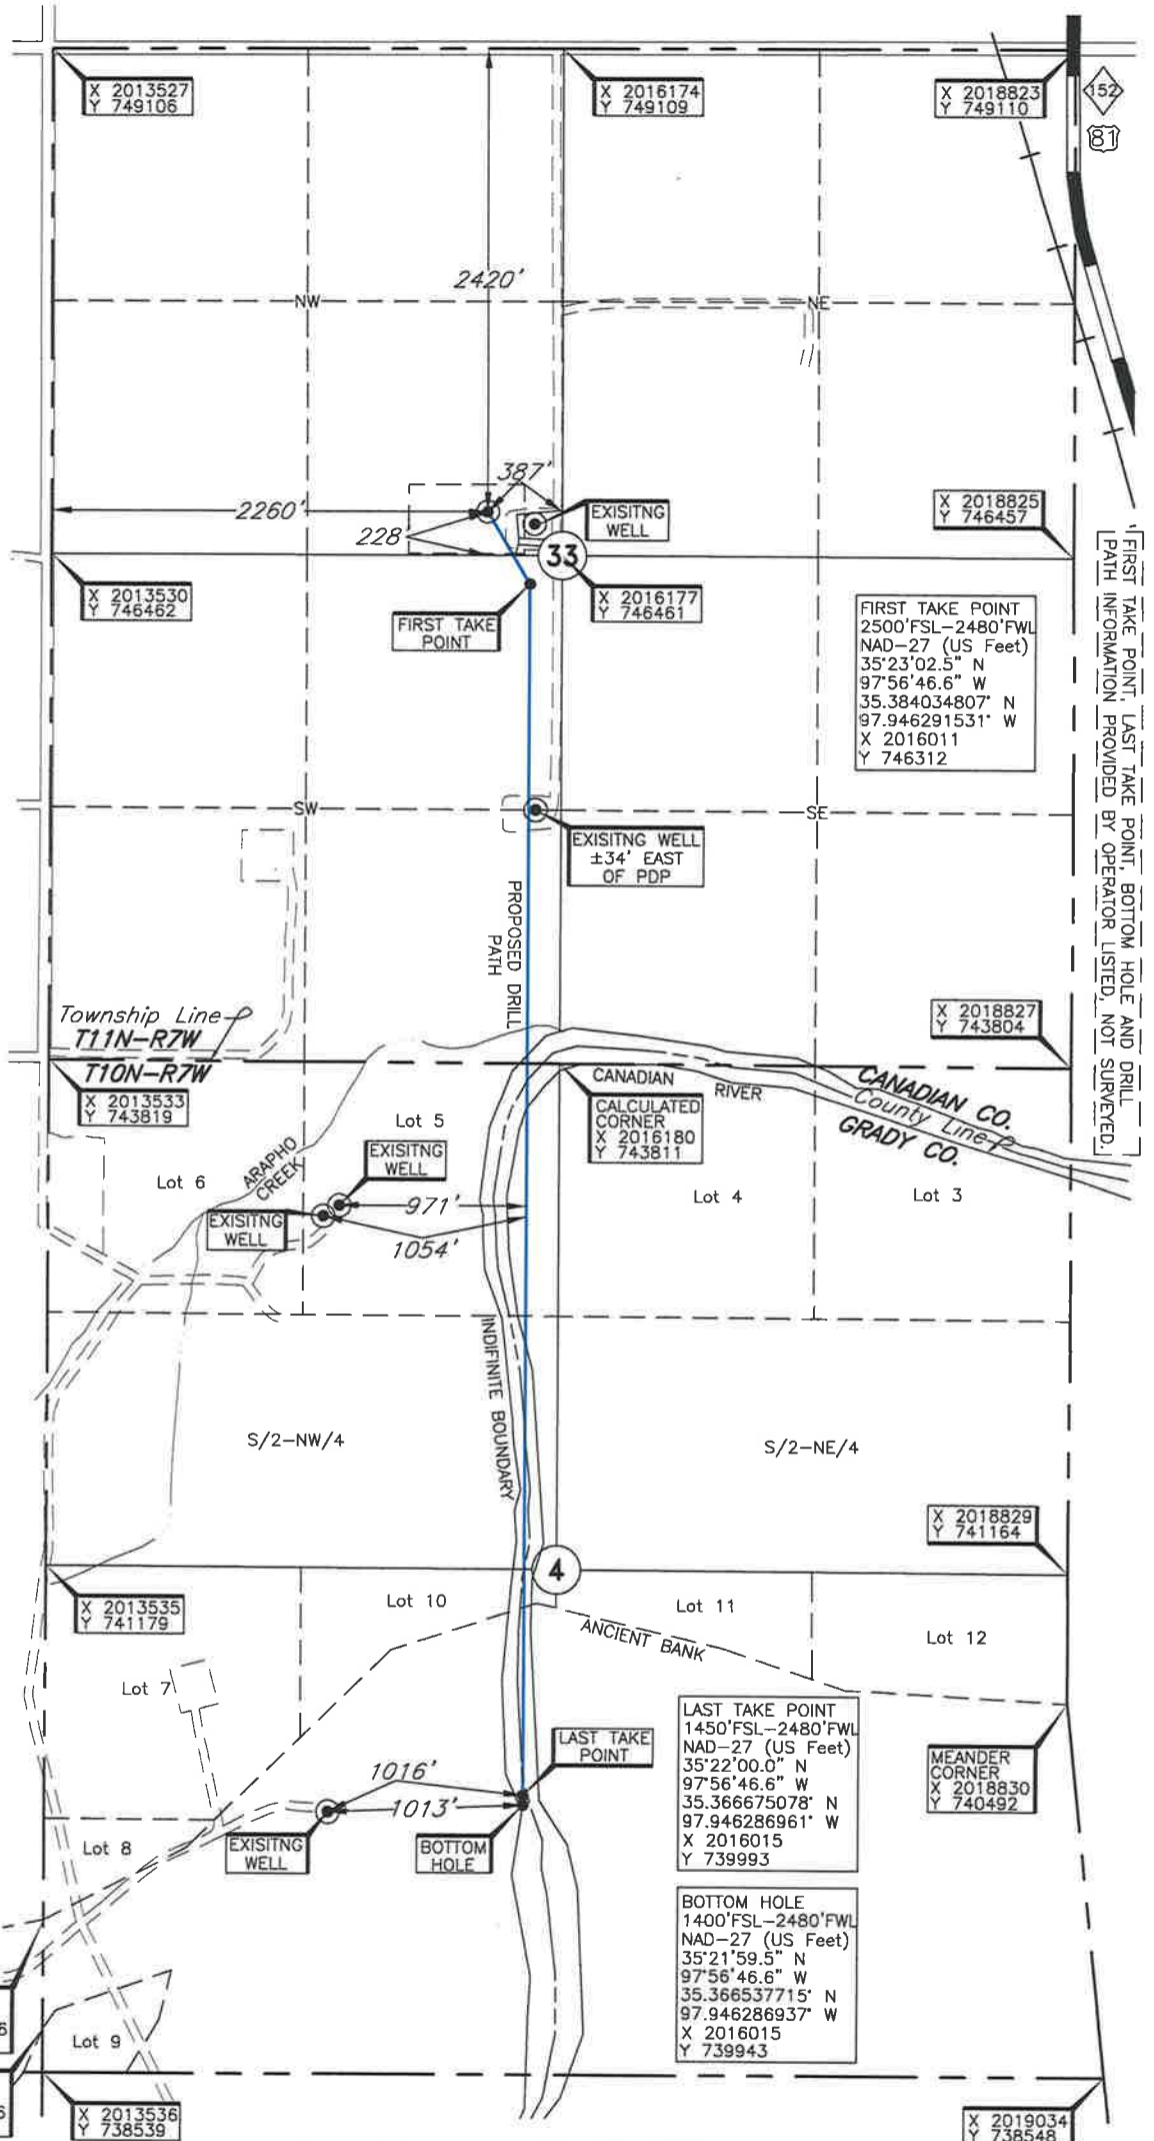 X 2013527
Y 749106
X 2016174
Y 749109
X 2018823
Y 749110
152
81
2420'
NW
NE
387'
2260'
228'
EXISITNG
WELL
X 2018825
Y 746457
33
X 2013530
Y 746462
FIRST TAKE
POINT
X 2016177
Y 746461
FIRST TAKE POINT
2500'FSL-2480'FWL
NAD-27 (US Feet)
35°23'02.5" N
97°56'46.6" W
35.384034807° N
97.946291531° W
X 2016011
Y 746312
FIRST TAKE POINT, LAST TAKE POINT, BOTTOM HOLE AND DRILL
PATH INFORMATION PROVIDED BY OPERATOR LISTED, NOT SURVEYED.
SW
SE
EXISITNG WELL
±34' EAST
OF PDP
PROPOSED DRILL
PATH
Township Line
T11N-R7W
T10N-R7W
X 2018827
Y 743804
X 2013533
Y 743819
CANADIAN
RIVER
CANADIAN CO.
County Line
GRADY CO.
CALCULATED
CORNER
X 2016180
Y 743811
Lot 5
ARAPHO
CREEK
EXISITNG
WELL
Lot 6
Lot 4
Lot 3
971'
EXISITNG
WELL
1054'
INDIFINITE BOUNDARY
S/2-NW/4
S/2-NE/4
X 2018829
Y 741164
4
X 2013535
Y 741179
Lot 10
Lot 11
Lot 12
ANCIENT BANK
Lot 7
LAST TAKE
POINT
LAST TAKE POINT
1450'FSL-2480'FWL
NAD-27 (US Feet)
35°22'00.0" N
97°56'46.6" W
35.366675078° N
97.946286961° W
X 2016015
Y 739993
MEANDER
CORNER
X 2018830
Y 740492
1016'
1013'
Lot 8
EXISITNG
WELL
BOTTOM
HOLE
BOTTOM HOLE
1400'FSL-2480'FWL
NAD-27 (US Feet)
35°21'59.5" N
97°56'46.6" W
35.366537715° N
97.946286937° W
X 2016015
Y 739943
6
Lot 9
6
X 2013536
Y 738539
X 2019034
Y 738548